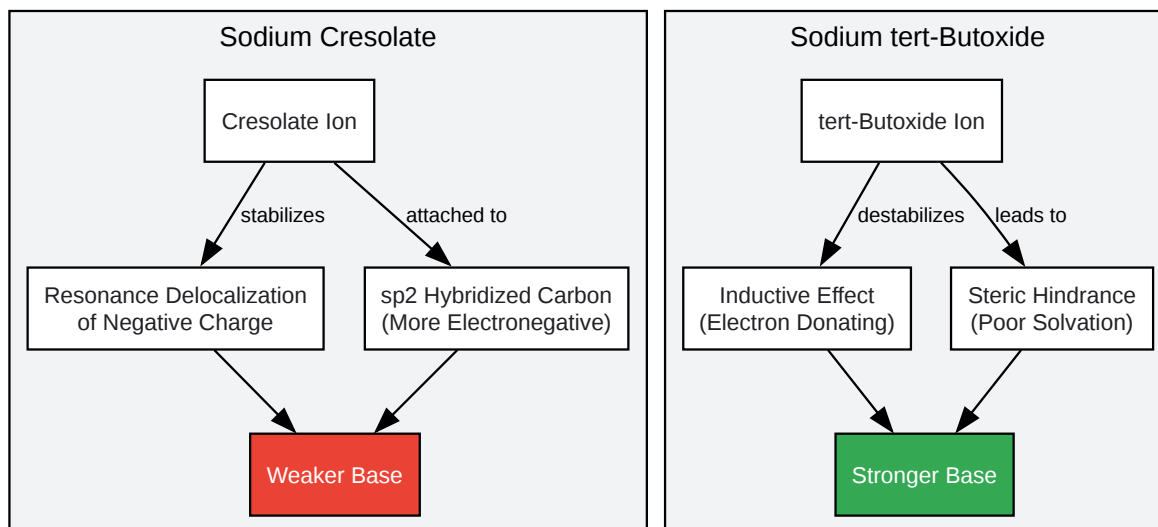 Sodium Cresolate
Cresolate Ion
stabilizes
attached to
Resonance Delocalization
of Negative Charge
sp2 Hybridized Carbon
(More Electronegative)
Weaker Base
Sodium tert-Butoxide
tert-Butoxide Ion
destabilizes
leads to
Inductive Effect
(Electron Donating)
Steric Hindrance
(Poor Solvation)
Stronger Base